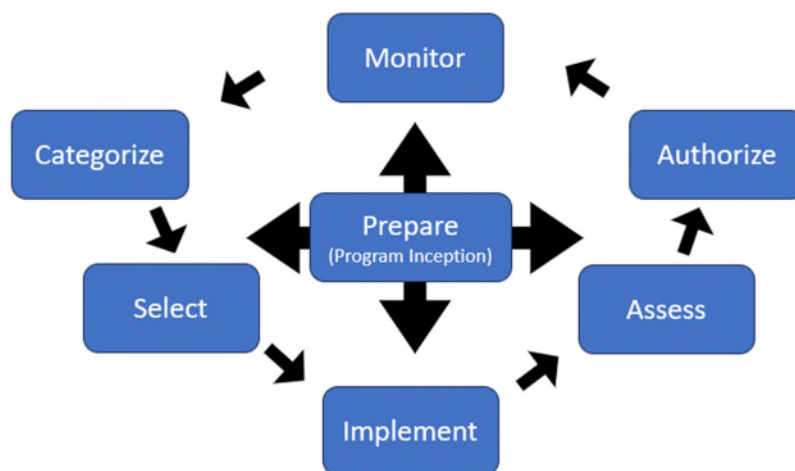 Monitor
Categorize
Authorize
Prepare
(Program Inception)
Select
Assess
Implement